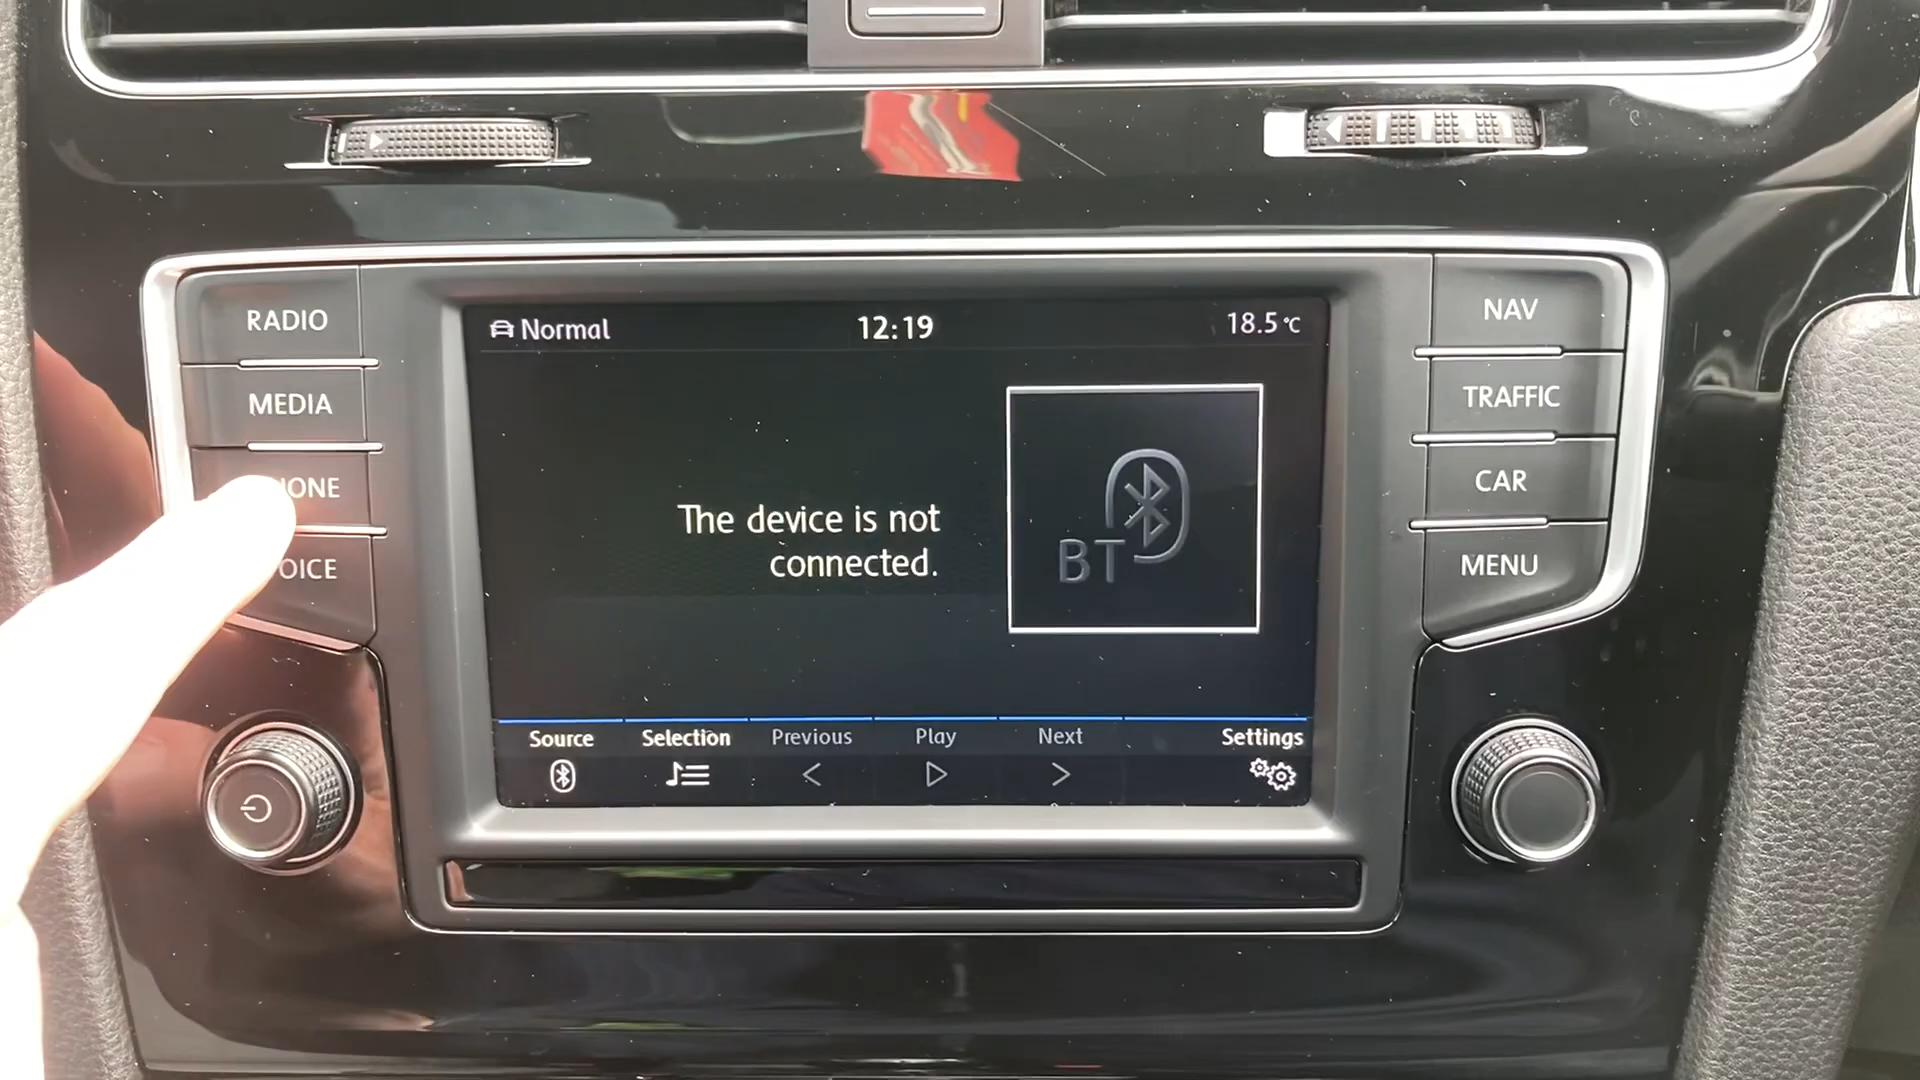 RADIO
MEDIA
ONE
OICE
Normal
12:19
18.5 °C
The device is not
connected.
BT
Source
Selection
Previous
Play
Next
Settings
NAV
TRAFFIC
CAR
MENU